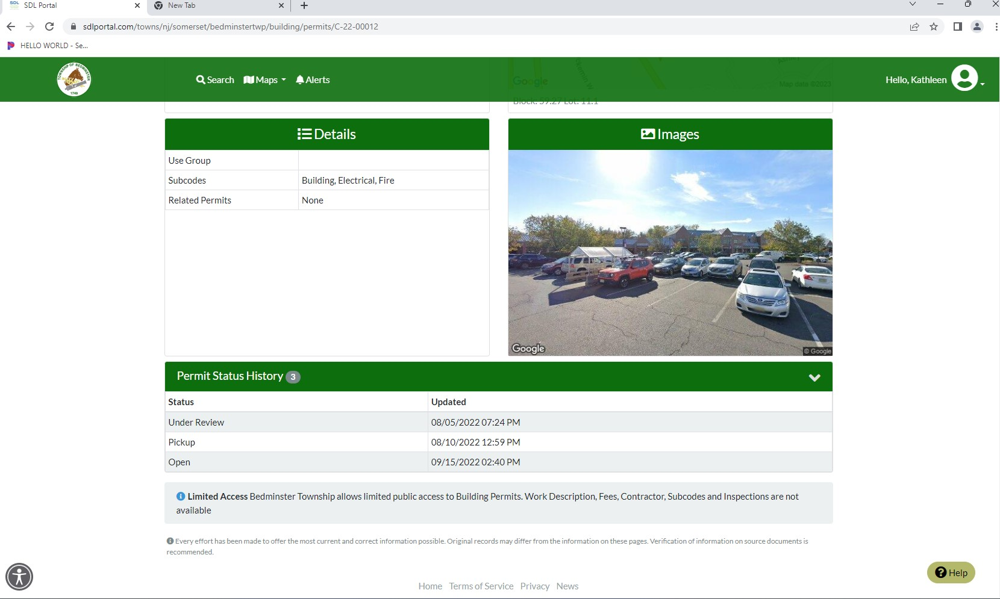 SDL
SDL Portal
New Tab
sdlportal.com/towns/nj/somerset/bedminstertwp/building/permits/C-22-00012
HELLO WORLD - Se...
TOWNSHIP OF BEDMINSTER
1749
Search
Maps
Alerts
Google
Map data ©2023
Hello, Kathleen
Block: 59.27 Lot: 11.1
Details
Use Group
Subcodes Building, Electrical, Fire
Related Permits None
Images
Google
© Google
Permit Status History 3
Status Updated
Under Review 08/05/2022 07:24 PM
Pickup 08/10/2022 12:59 PM
Open 09/15/2022 02:40 PM
Limited Access Bedminster Township allows limited public access to Building Permits. Work Description, Fees, Contractor, Subcodes and Inspections are not
available
Every effort has been made to offer the most current and correct information possible. Original records may differ from the information on these pages. Verification of information on source documents is
recommended.
Help
Home Terms of Service Privacy News